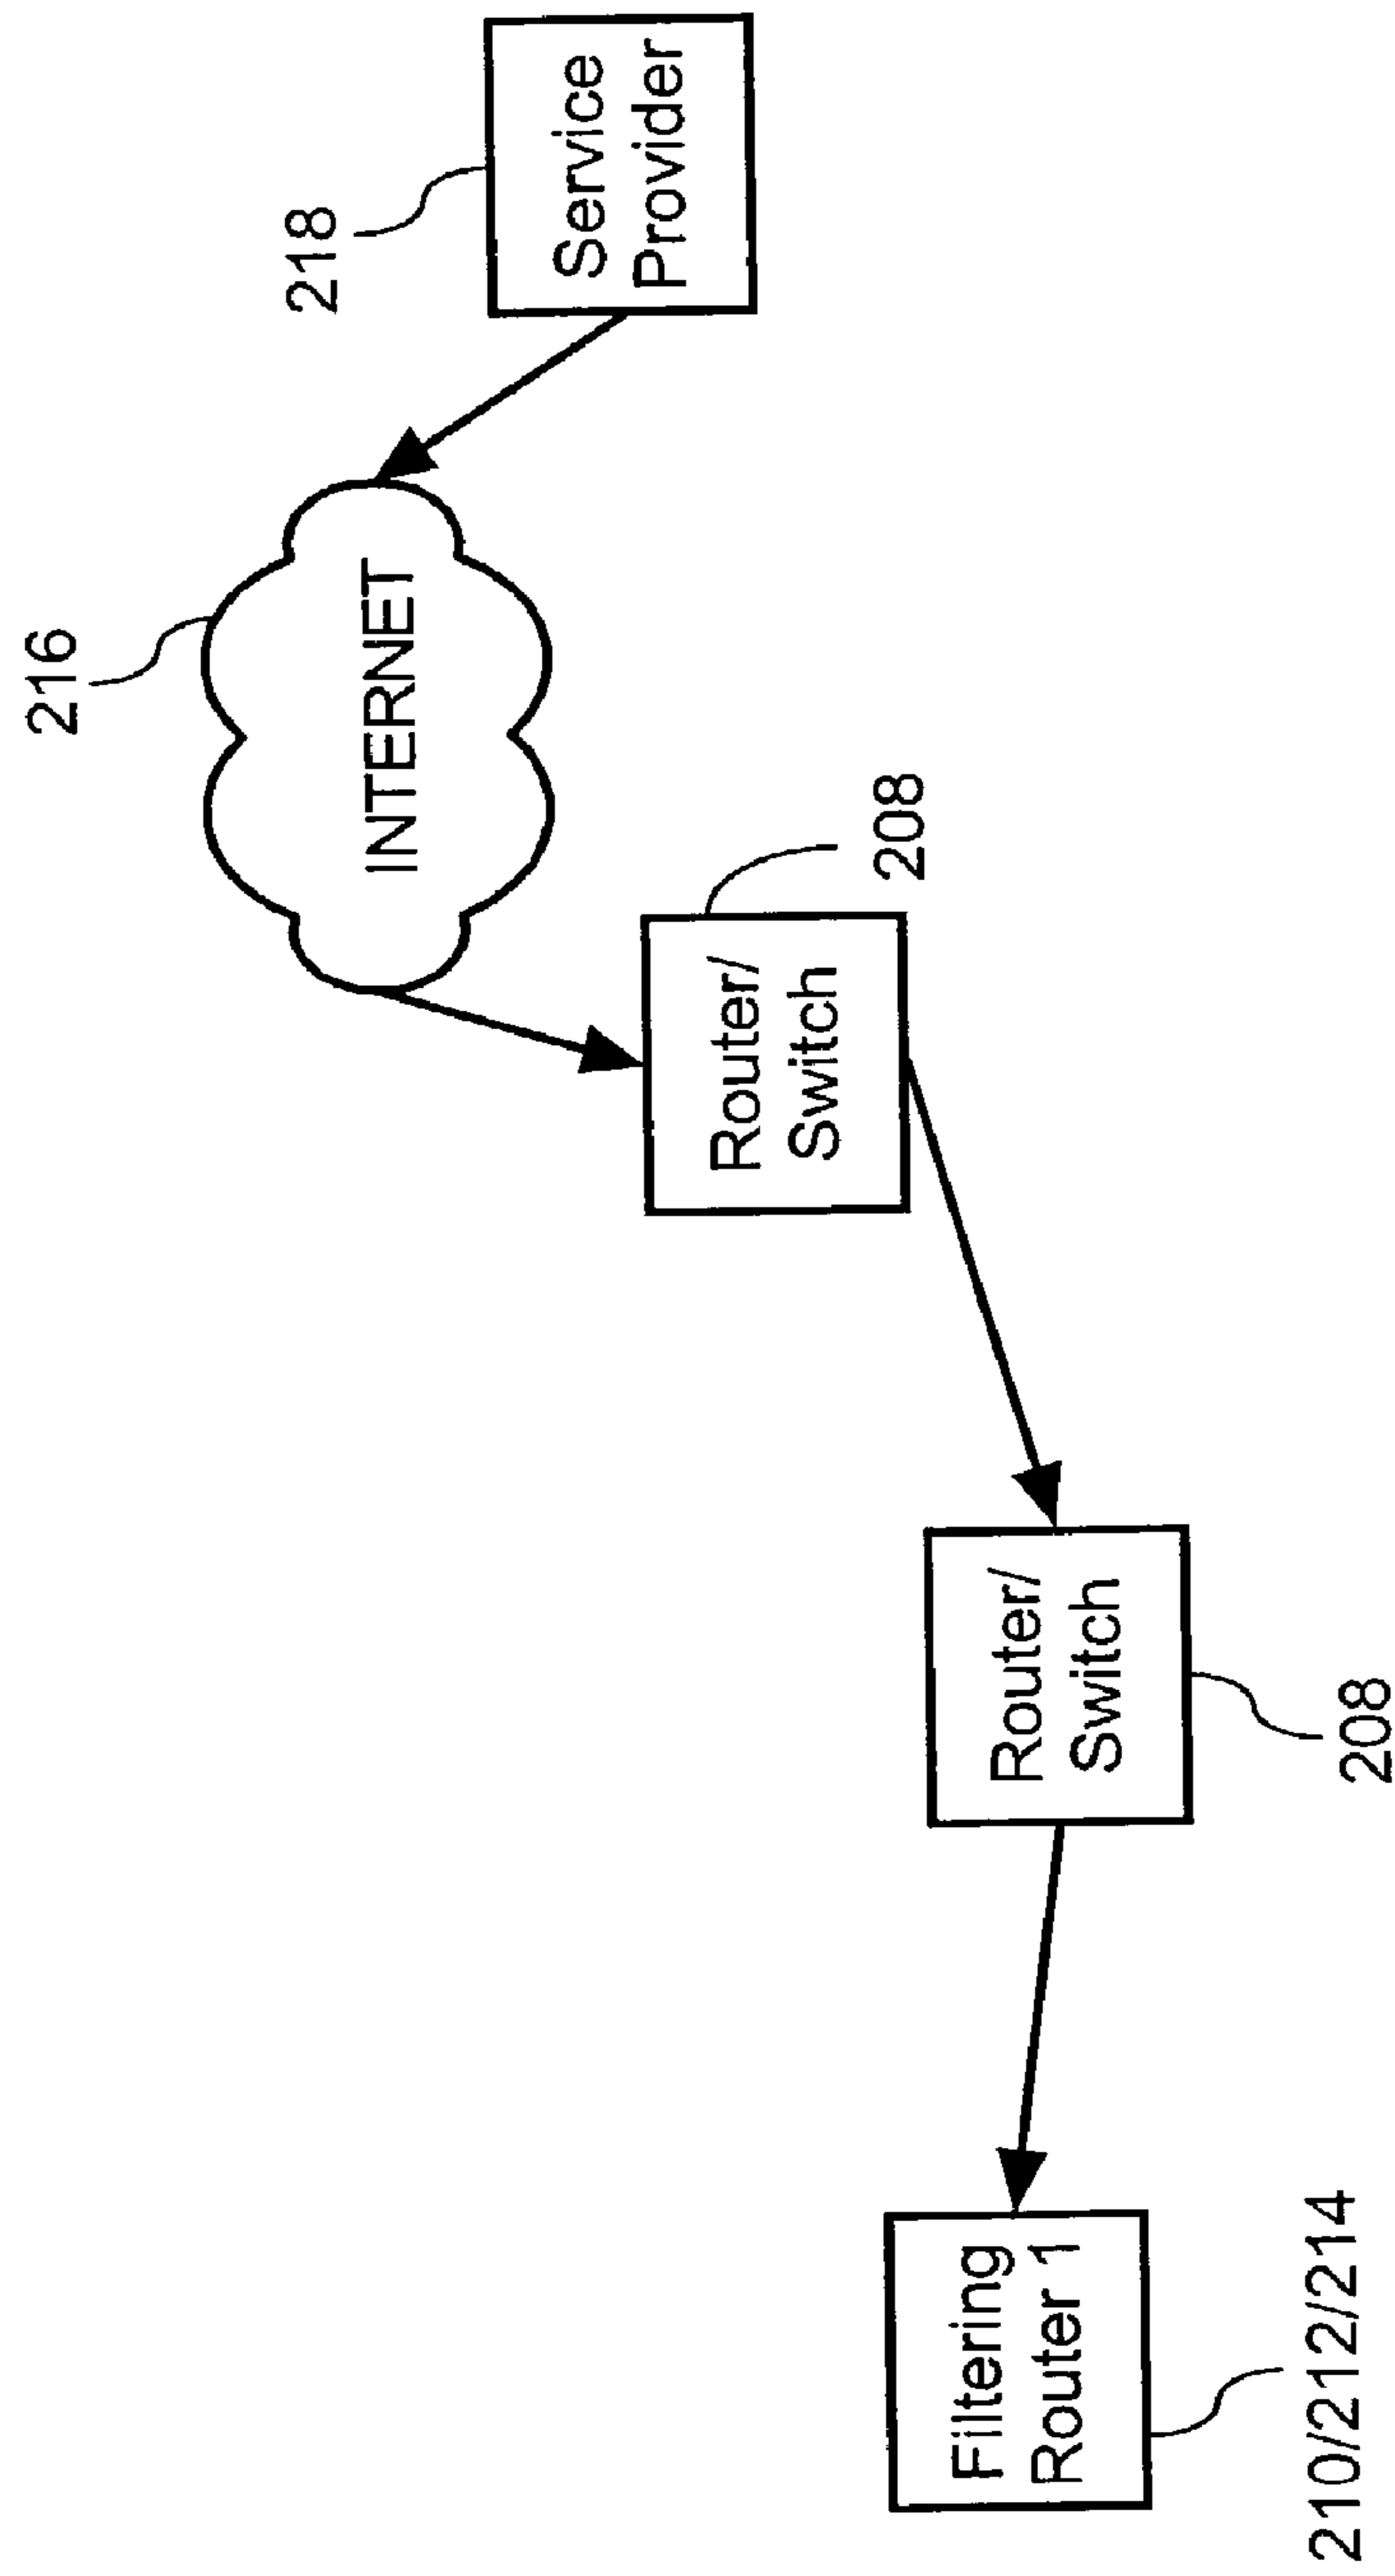 216
INTERNET
218
Service
Provider
Router/
Switch
208
Router/
Switch
208
Filtering
Router 1
210/212/214